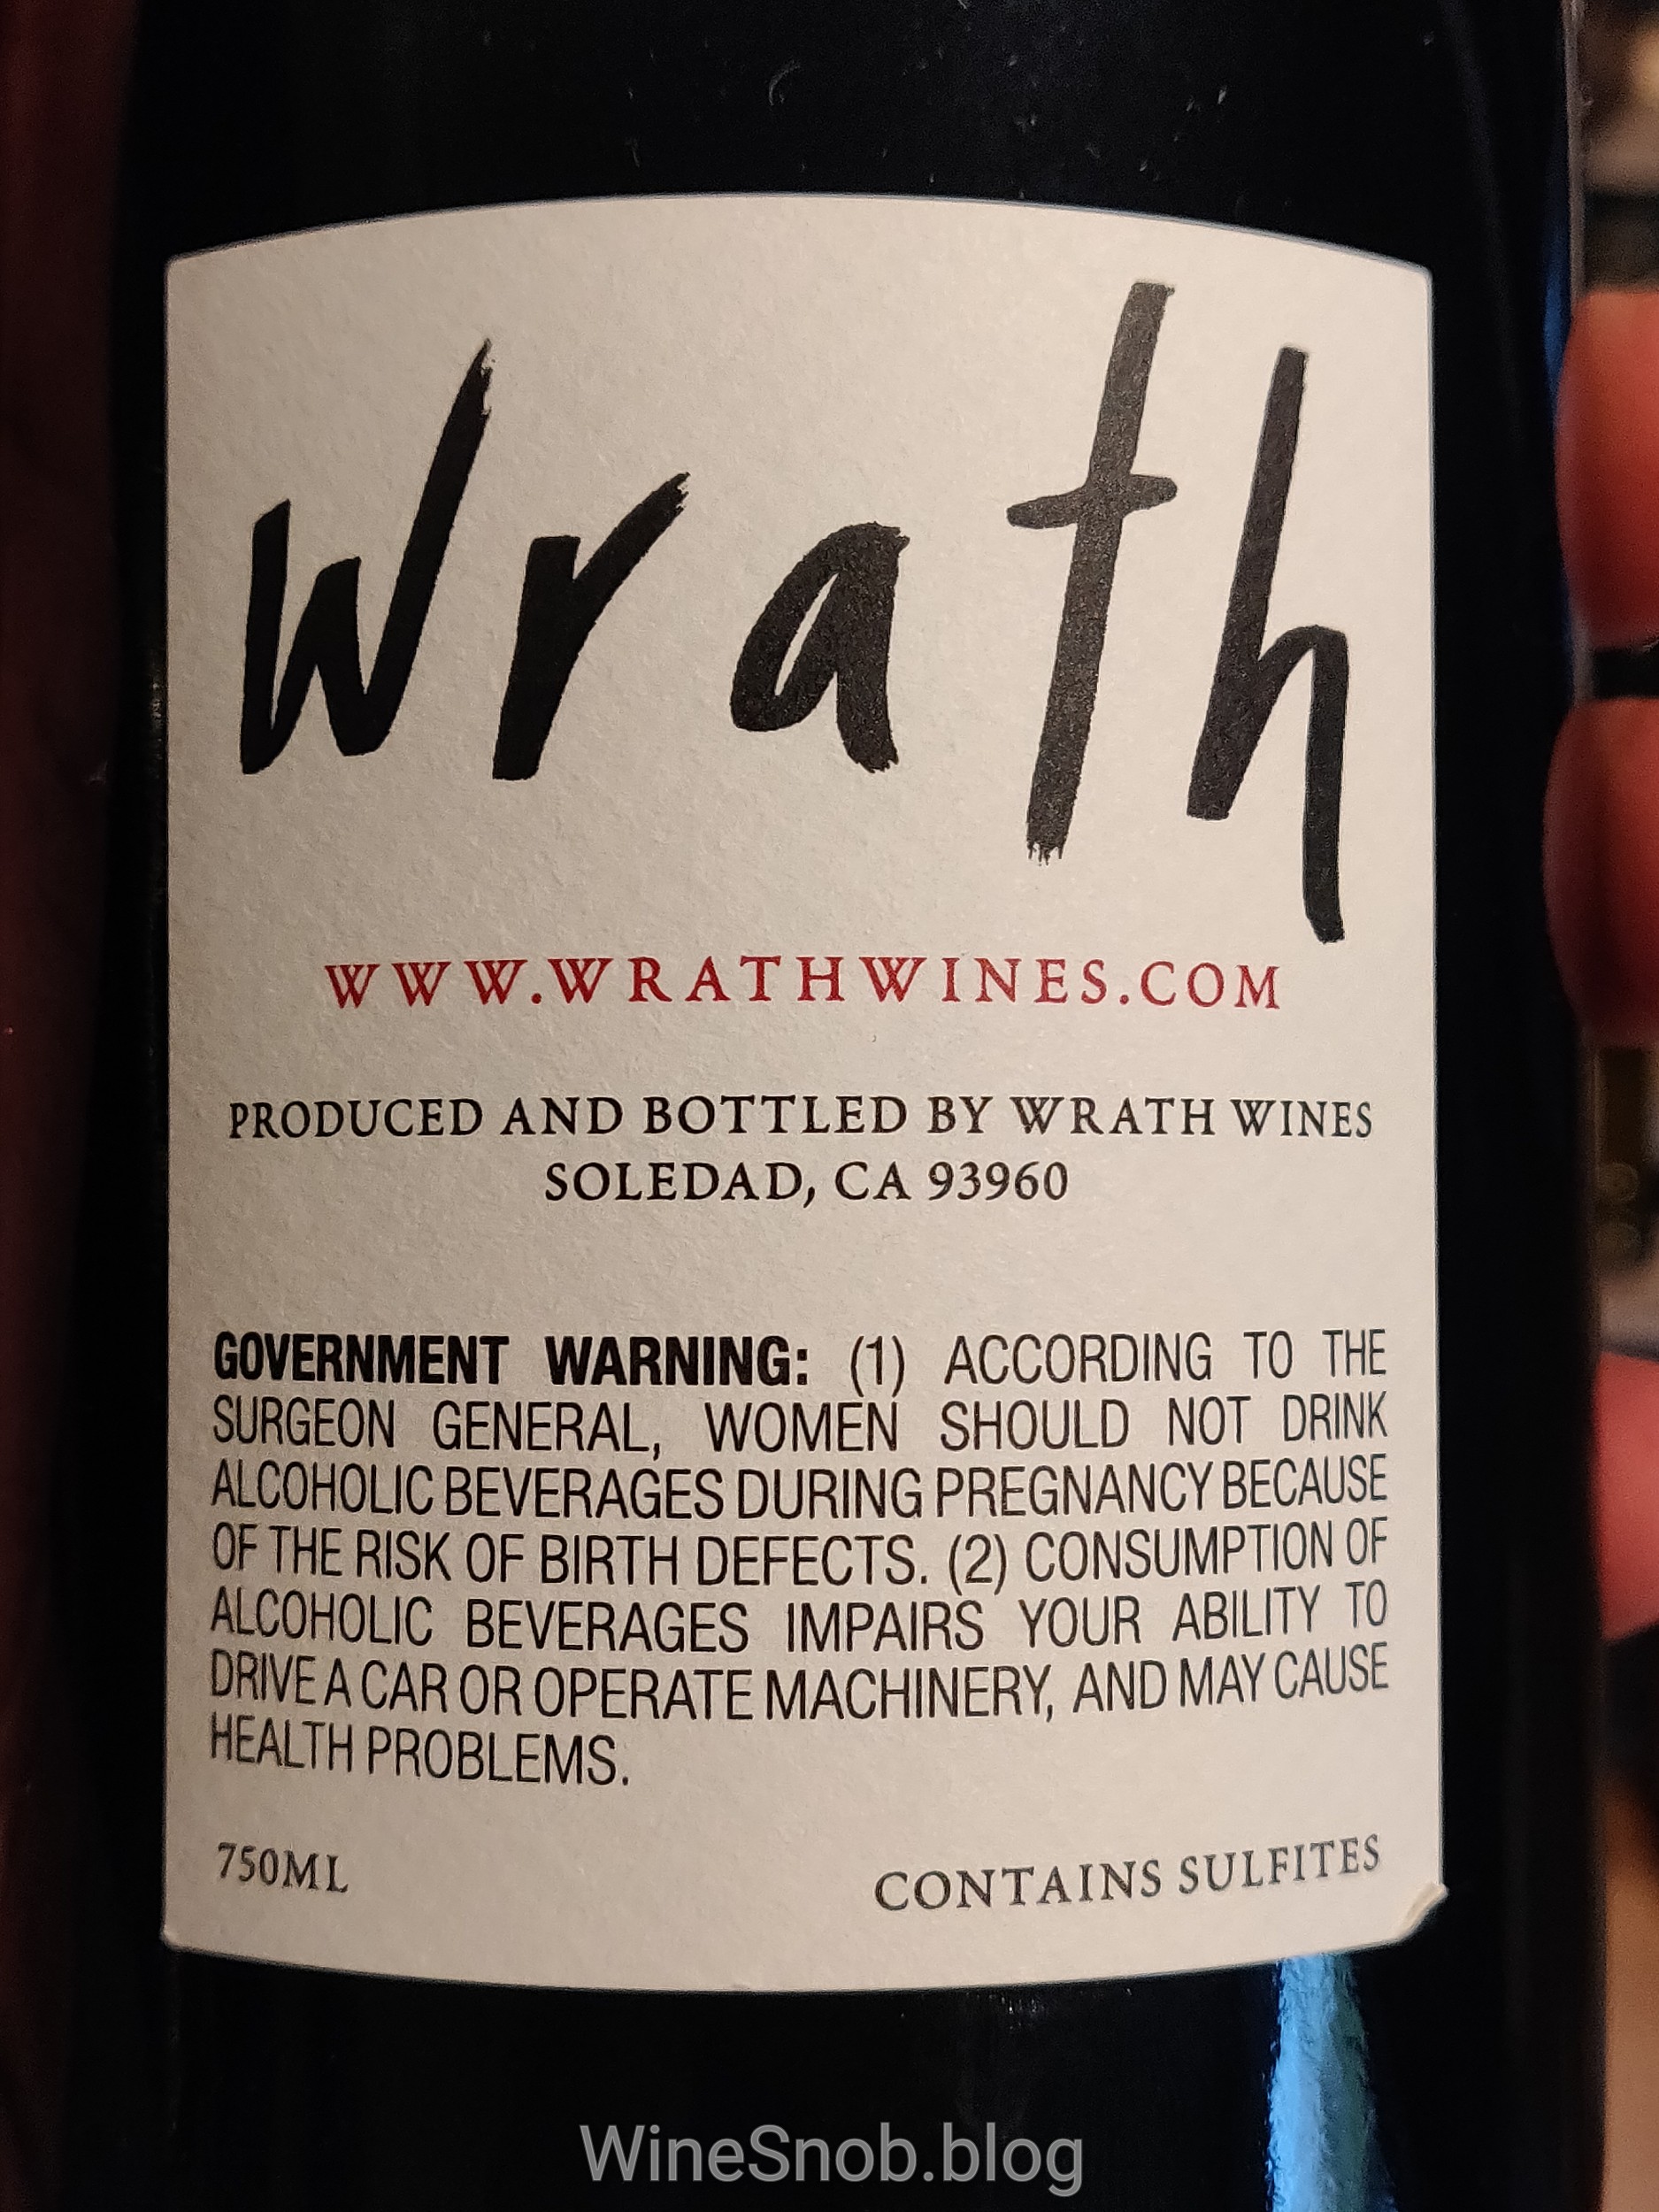 wrath
WWW.WRATHWINES.COM
PRODUCED AND BOTTLED BY WRATH WINES
SOLEDAD, CA 93960
GOVERNMENT WARNING: (1) ACCORDING TO THE
SURGEON GENERAL, WOMEN SHOULD NOT DRINK
ALCOHOLIC BEVERAGES DURING PREGNANCY BECAUSE
OF THE RISK OF BIRTH DEFECTS. (2) CONSUMPTION OF
ALCOHOLIC BEVERAGES IMPAIRS YOUR ABILITY TO
DRIVE A CAR OR OPERATE MACHINERY, AND MAY CAUSE
HEALTH PROBLEMS.
750ML CONTAINS SULFITES
WineSnob.blog